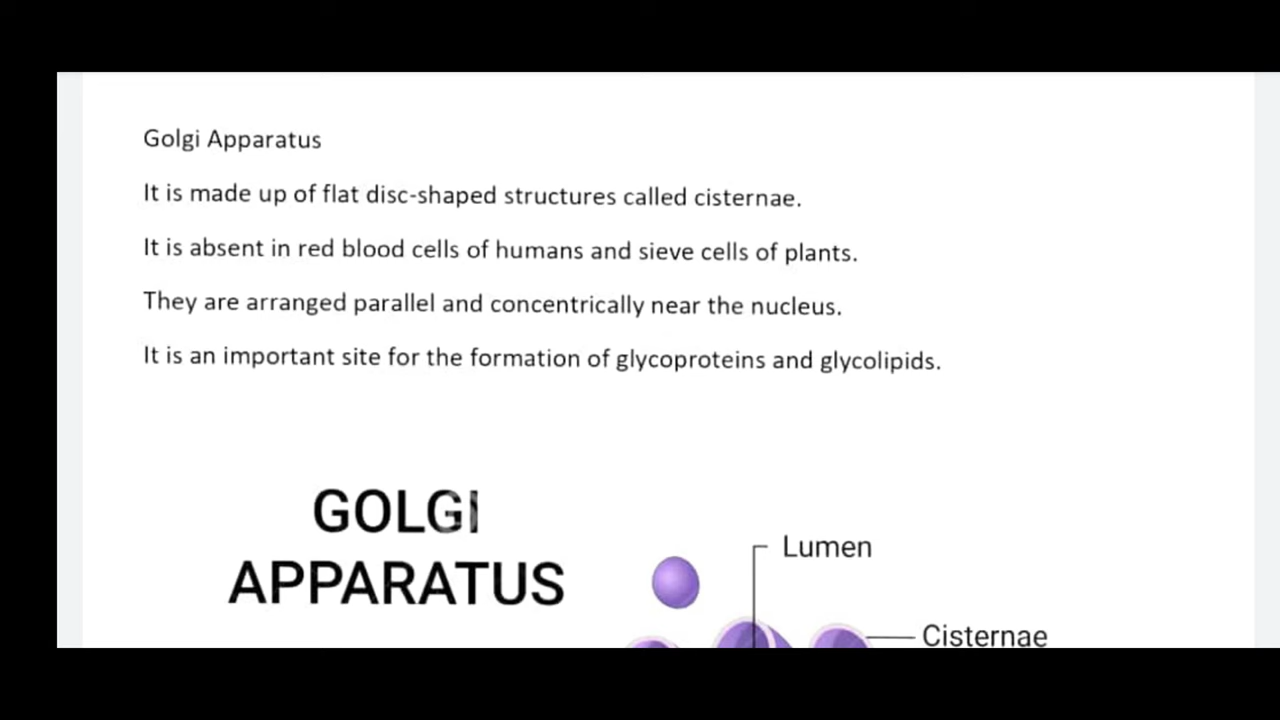 Golgi Apparatus
It is made up of flat disc-shaped structures called cisternae.
It is absent in red blood cells of humans and sieve cells of plants.
They are arranged parallel and concentrically near the nucleus.
It is an important site for the formation of glycoproteins and glycolipids.
GOLGI
APPARATUS
Lumen
Cisternae